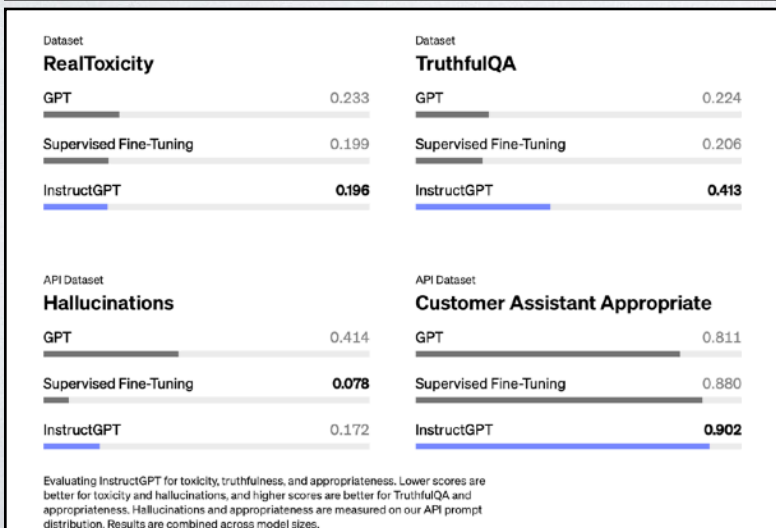 Dataset
RealToxicity
GPT 0.233
Supervised Fine-Tuning 0.199
InstructGPT 0.196
Dataset
TruthfulQA
GPT 0.224
Supervised Fine-Tuning 0.206
InstructGPT 0.413
API Dataset
Hallucinations
GPT 0.414
Supervised Fine-Tuning 0.078
InstructGPT 0.172
API Dataset
Customer Assistant Appropriate
GPT 0.811
Supervised Fine-Tuning 0.880
InstructGPT 0.902
Evaluating InstructGPT for toxicity, truthfulness, and appropriateness. Lower scores are
better for toxicity and hallucinations, and higher scores are better for TruthfulQA and
appropriateness. Hallucinations and appropriateness are measured on our API prompt
distribution. Results are combined across model sizes.